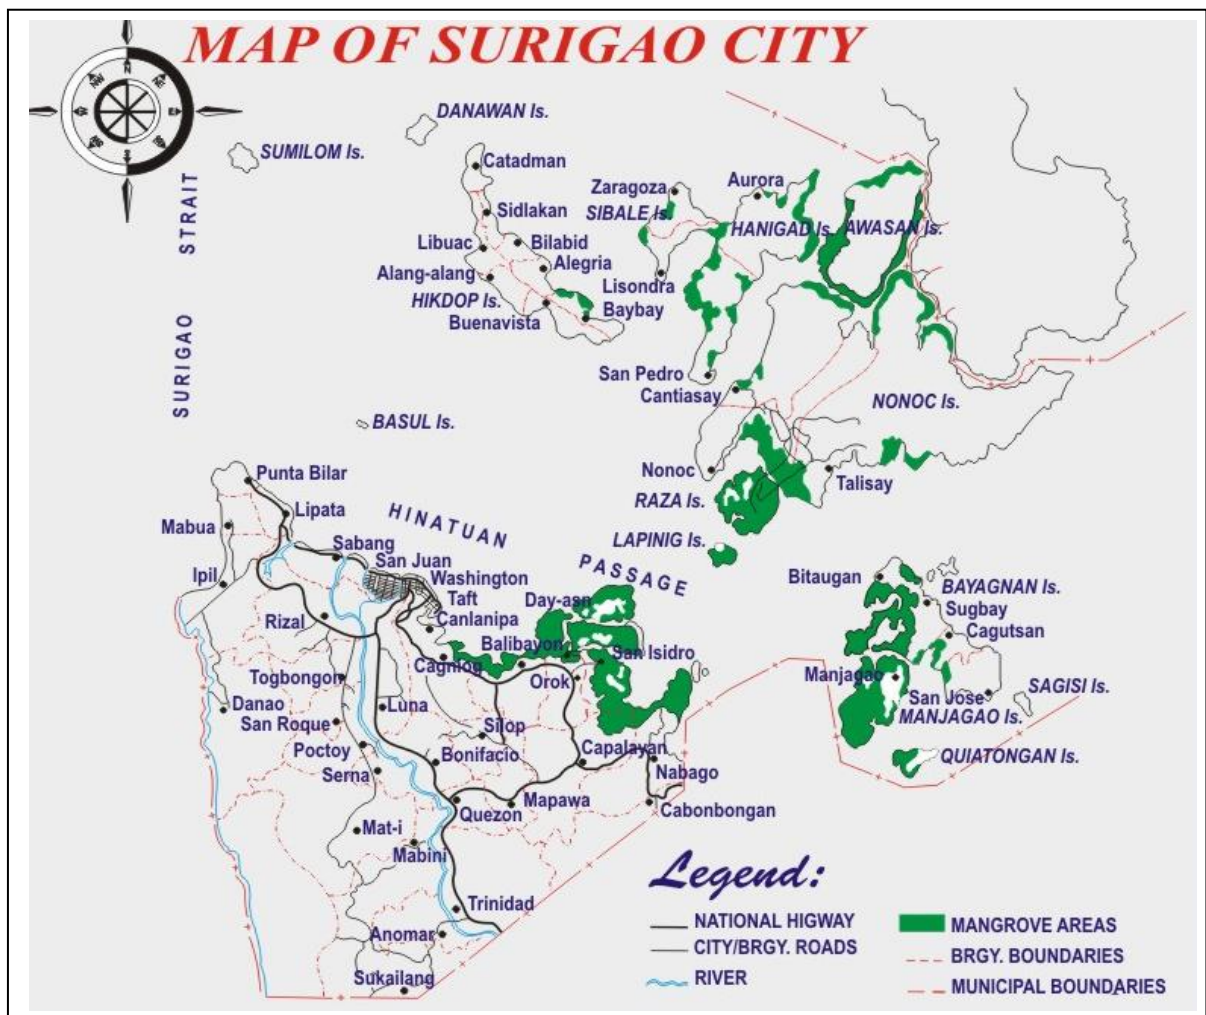 MAP OF SURIGAO CITY
N
NE
E
SE
S
SW
W
NW
DANAWAN Is.
SUMILOM Is.
SURIGAO STRAIT
Catadman
Sidlakan
Libuac
Bilabid
Alegria
Alang-alang
HIKDOP Is.
Buenavista
Baybay
Zaragoza
SIBALE Is.
Aurora
HANIGAD Is.
AWASAN Is.
Lisondra
San Pedro
Cantiasay
NONOC Is.
BASUL Is.
Nonoc
Talisay
RAZA Is.
LAPINIG Is.
HINATUAN PASSAGE
Punta Bilar
Lipata
Mabua
Sabang
San Juan
Ipil
Washington
Taft
Day-asn
Rizal
Canlanipa
Balibayon
Cagniog
San Isidro
Orok
Togbongon
Danao
Luna
San Roque
Silop
Poctoy
Bonifacio
Capalayan
Serna
Nabago
Quezon
Mapawa
Cabonbongan
Mat-i
Mabini
Trinidad
Anomar
Sukailang
Bitaugan
BAYAGNAN Is.
Sugbay
Cagutsan
Manjagao
San Jose
SAGISI Is.
MANJAGAO Is.
QUIATONGAN Is.
Legend:
NATIONAL HIGWAY
CITY/BRGY. ROADS
RIVER
MANGROVE AREAS
BRGY. BOUNDARIES
MUNICIPAL BOUNDARIES